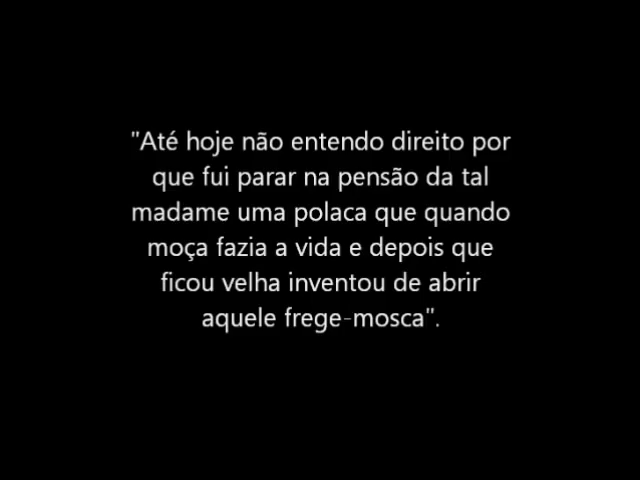 "Até hoje não entendo direito por
que fui parar na pensão da tal
madame uma polaca que quando
moça fazia a vida e depois que
ficou velha inventou de abrir
aquele frege-mosca".